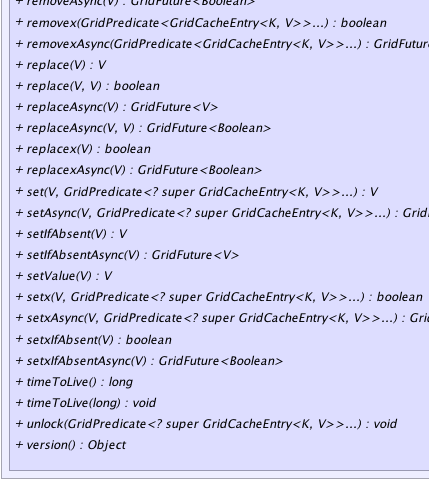 + removeAsync(V) : GridFuture<Boolean>
+ removex(GridPredicate<GridCacheEntry<K, V>>...) : boolean
+ removexAsync(GridPredicate<GridCacheEntry<K, V>>...) : GridFuture
+ replace(V) : V
+ replace(V, V) : boolean
+ replaceAsync(V) : GridFuture<V>
+ replaceAsync(V, V) : GridFuture<Boolean>
+ replacex(V) : boolean
+ replacexAsync(V) : GridFuture<Boolean>
+ set(V, GridPredicate<? super GridCacheEntry<K, V>>...) : V
+ setAsync(V, GridPredicate<? super GridCacheEntry<K, V>>...) : Grid
+ setIfAbsent(V) : V
+ setIfAbsentAsync(V) : GridFuture<V>
+ setValue(V) : V
+ setx(V, GridPredicate<? super GridCacheEntry<K, V>>...) : boolean
+ setxAsync(V, GridPredicate<? super GridCacheEntry<K, V>>...) : Grid
+ setxIfAbsent(V) : boolean
+ setxIfAbsentAsync(V) : GridFuture<Boolean>
+ timeToLive() : long
+ timeToLive(long) : void
+ unlock(GridPredicate<? super GridCacheEntry<K, V>>...) : void
+ version() : Object